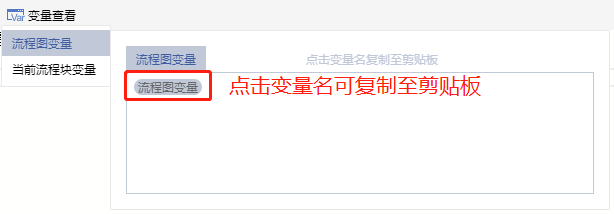 Var 变量查看
流程图变量
当前流程块变量
流程图变量
点击变量名复制至剪贴板
流程图变量
点击变量名可复制至剪贴板